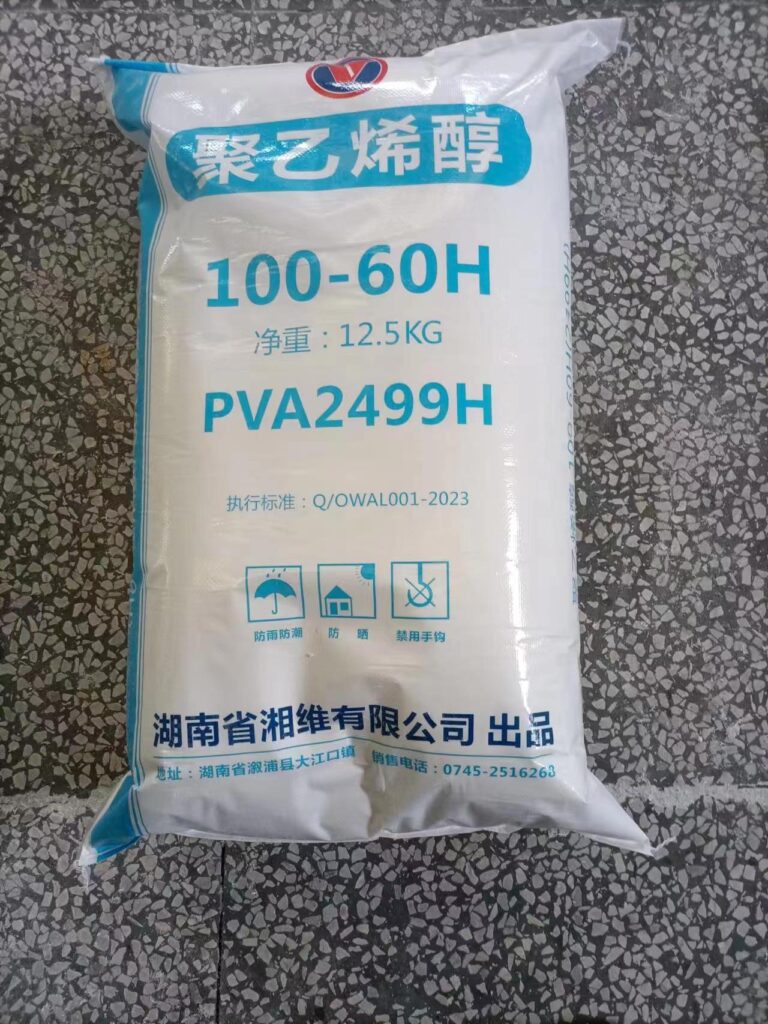 V
聚乙烯醇
100-60H
净重：12.5KG
PVA2499H
执行标准：Q/OWAL001-2023
防雨防潮
防 晒
禁用手钩
湖南省湘维有限公司 出品
地址：湖南省溆浦县大江口镇 销售电话：0745-2516268